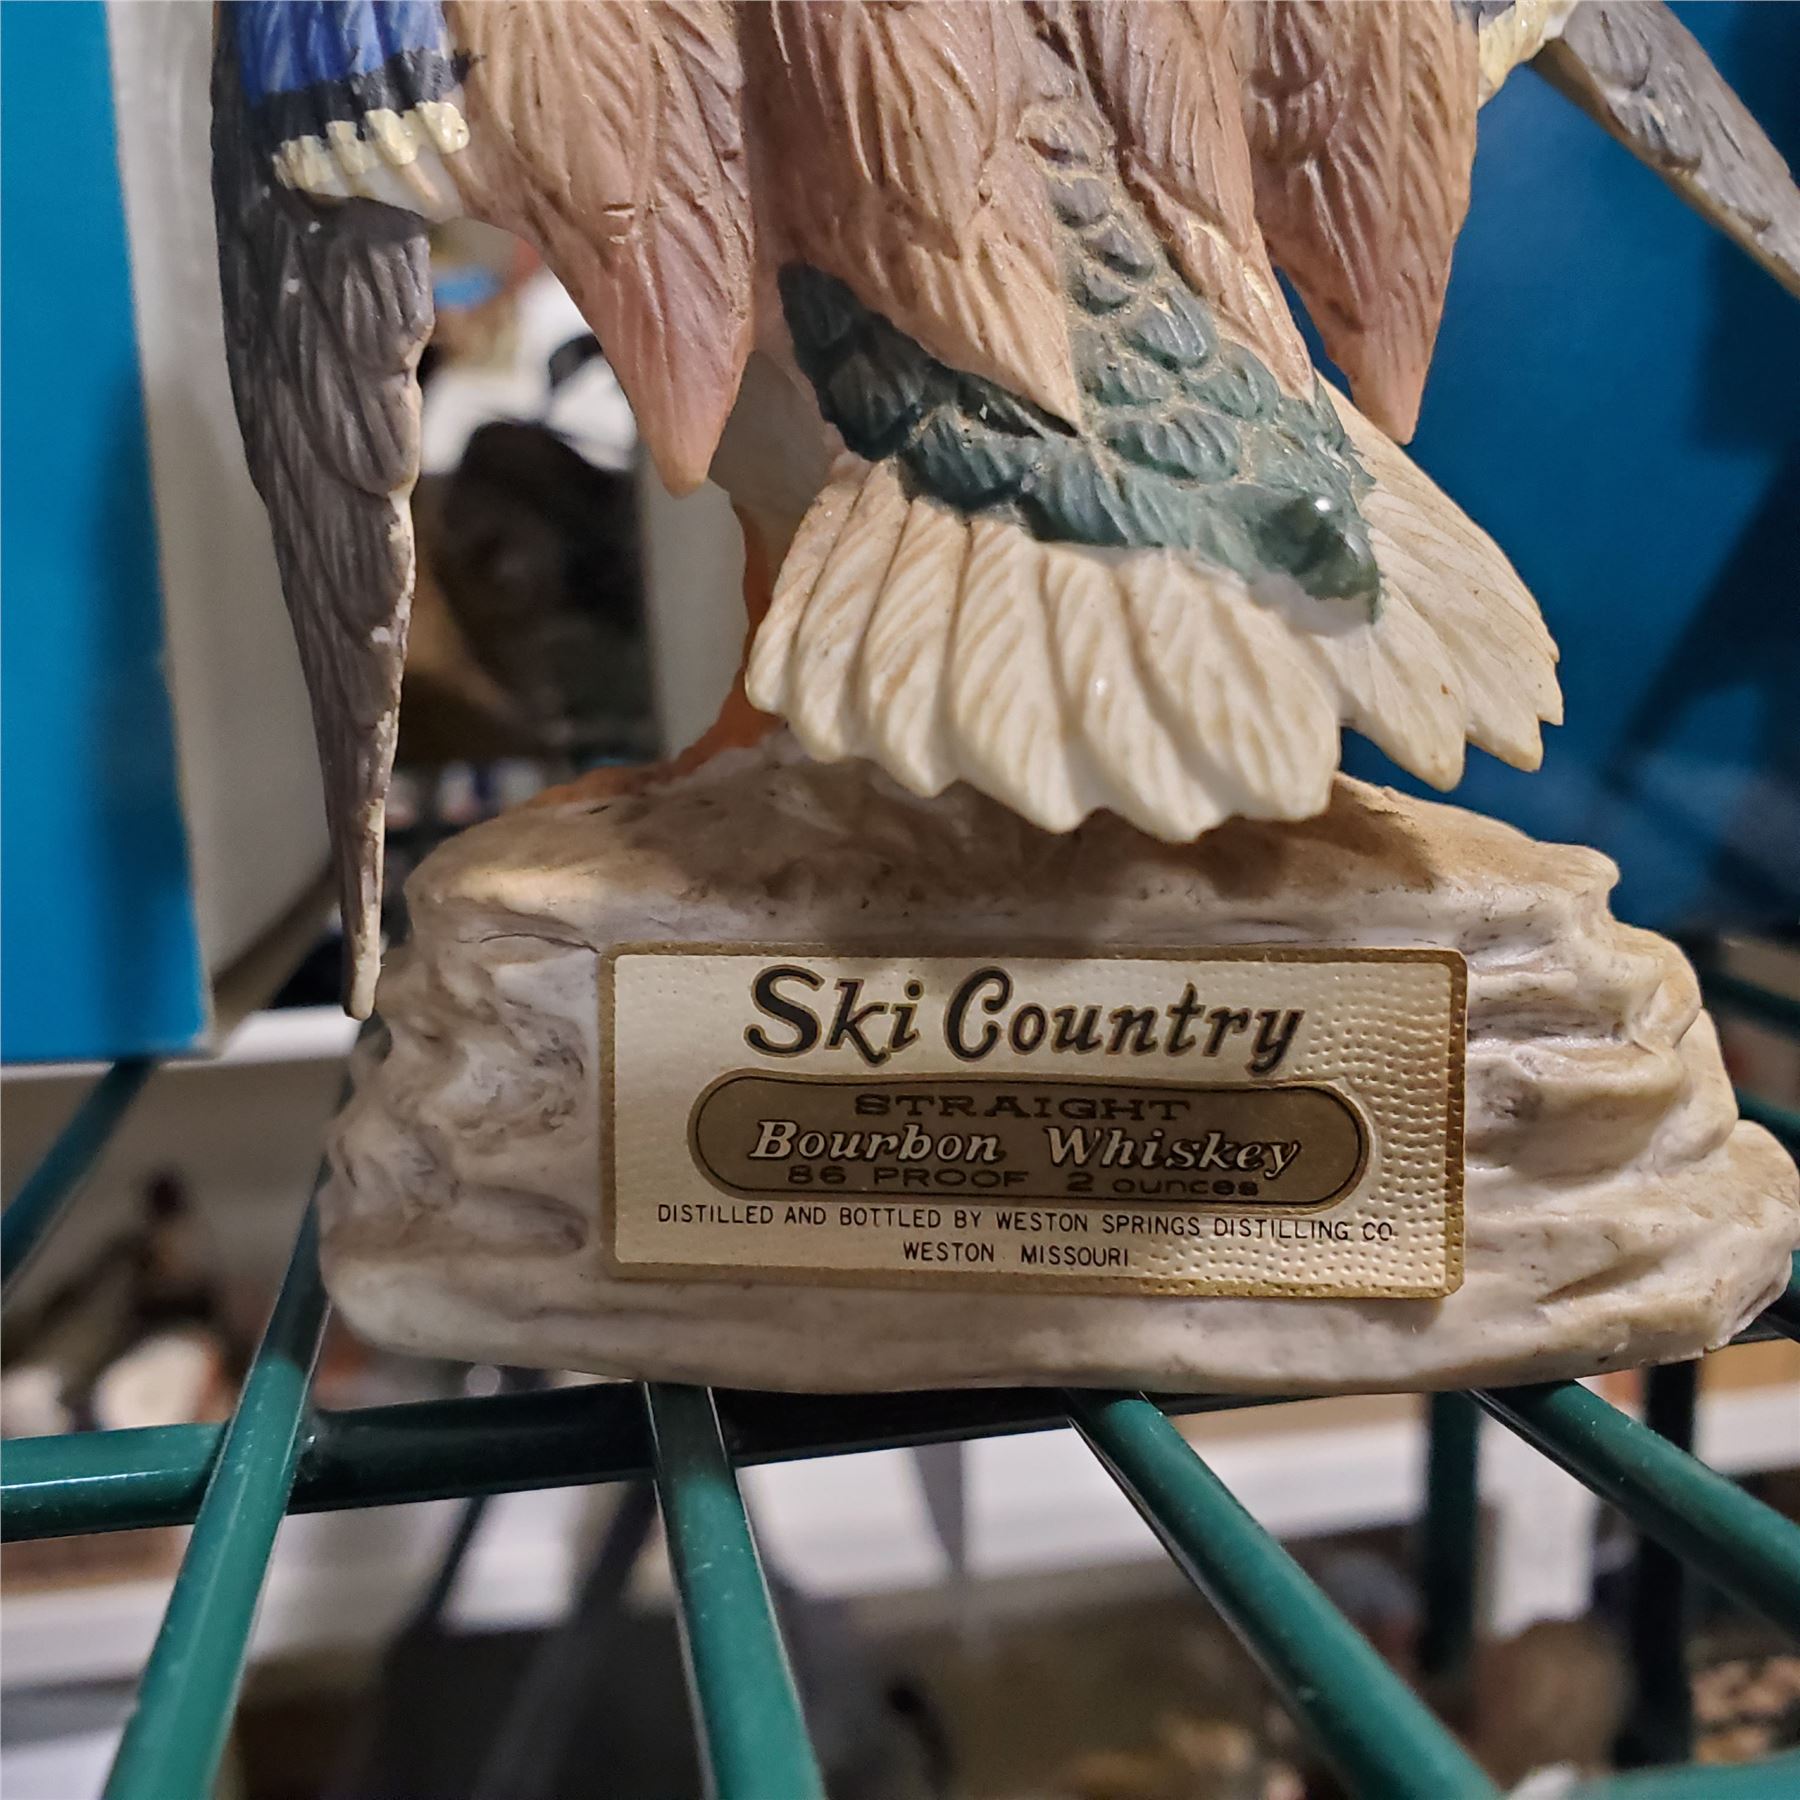 Ski Country
STRAIGHT
Bourbon Whiskey
86 PROOF 2 ounces
DISTILLED AND BOTTLED BY WESTON SPRINGS DISTILLING CO.
WESTON MISSOURI